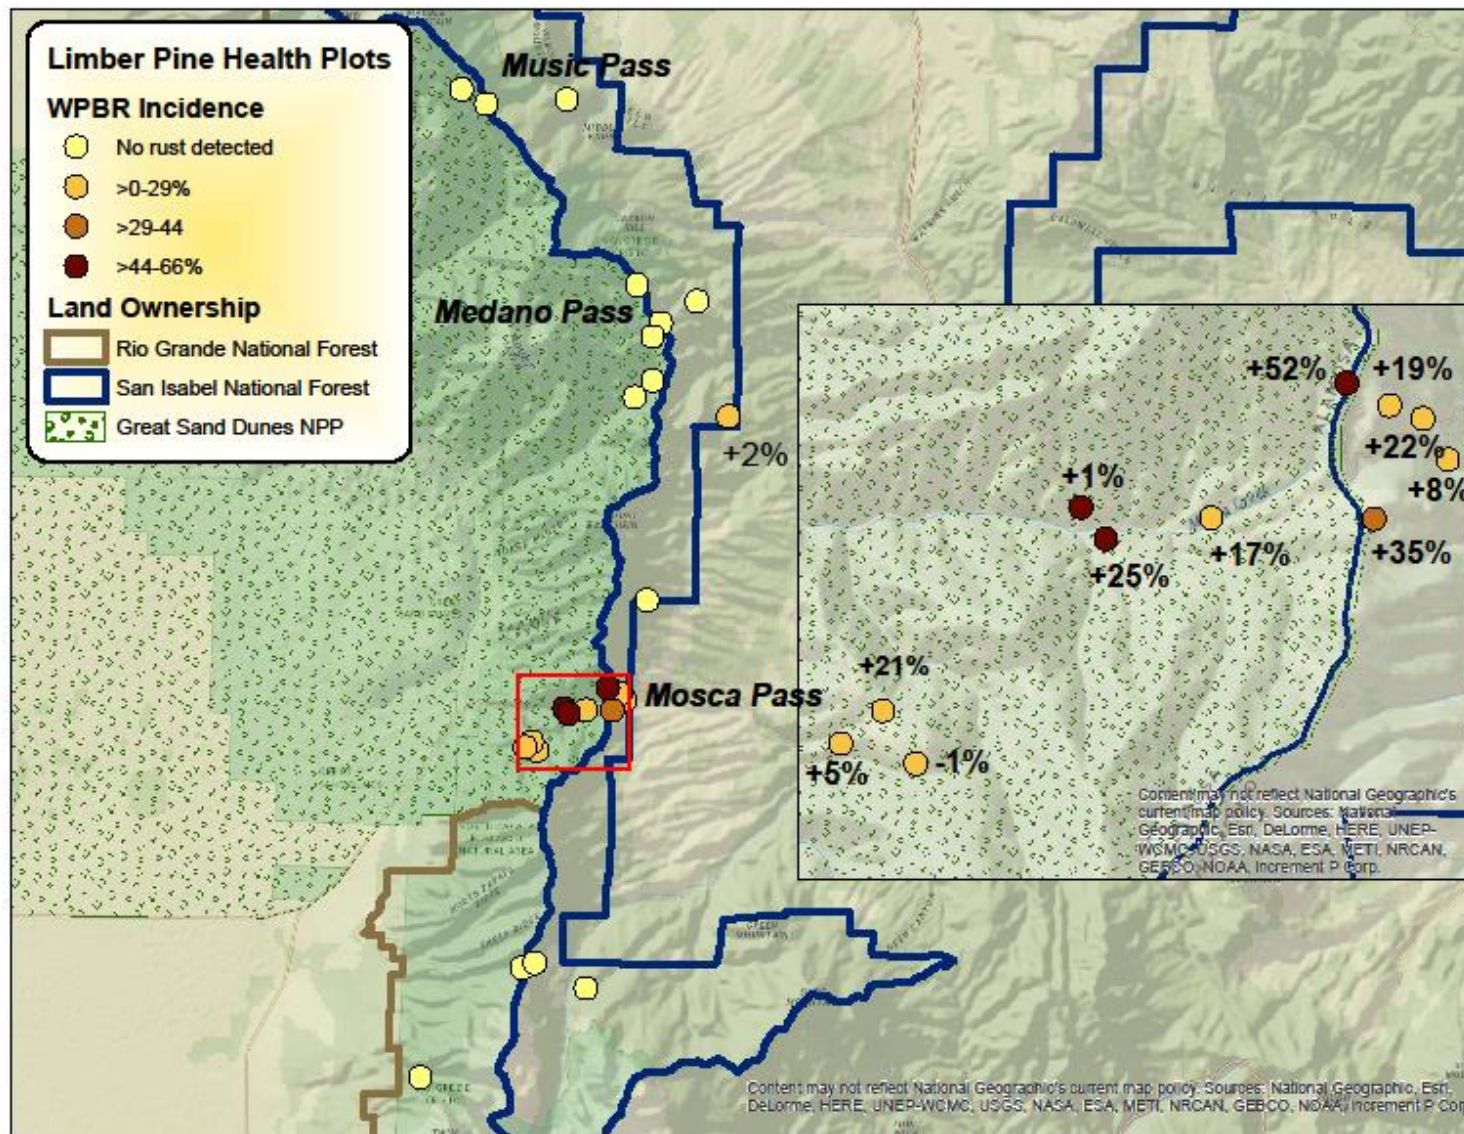 Limber Pine Health Plots
WPBR Incidence
No rust detected
>0-29%
>29-44
>44-66%
Land Ownership
Rio Grande National Forest
San Isabel National Forest
Great Sand Dunes NPP
Music Pass
Medano Pass
+2%
Mosca Pass
+52%
+19%
+22%
+8%
+1%
+25%
+17%
+35%
+21%
+5%
-1%
Content may not reflect National Geographic's
current map policy. Sources: National
Geographic, Esri, DeLorme, HERE, UNEP-
WCMC, USGS, NASA, ESA, METI, NRCAN,
GEBCO, NOAA, Increment P Corp.
NATURAL AREA
Content may not reflect National Geographic's current map policy. Sources: National Geographic, Esri,
DeLorme, HERE, UNEP-WCMC, USGS, NASA, ESA, METI, NRCAN, GEBCO, NOAA, Increment P Cor